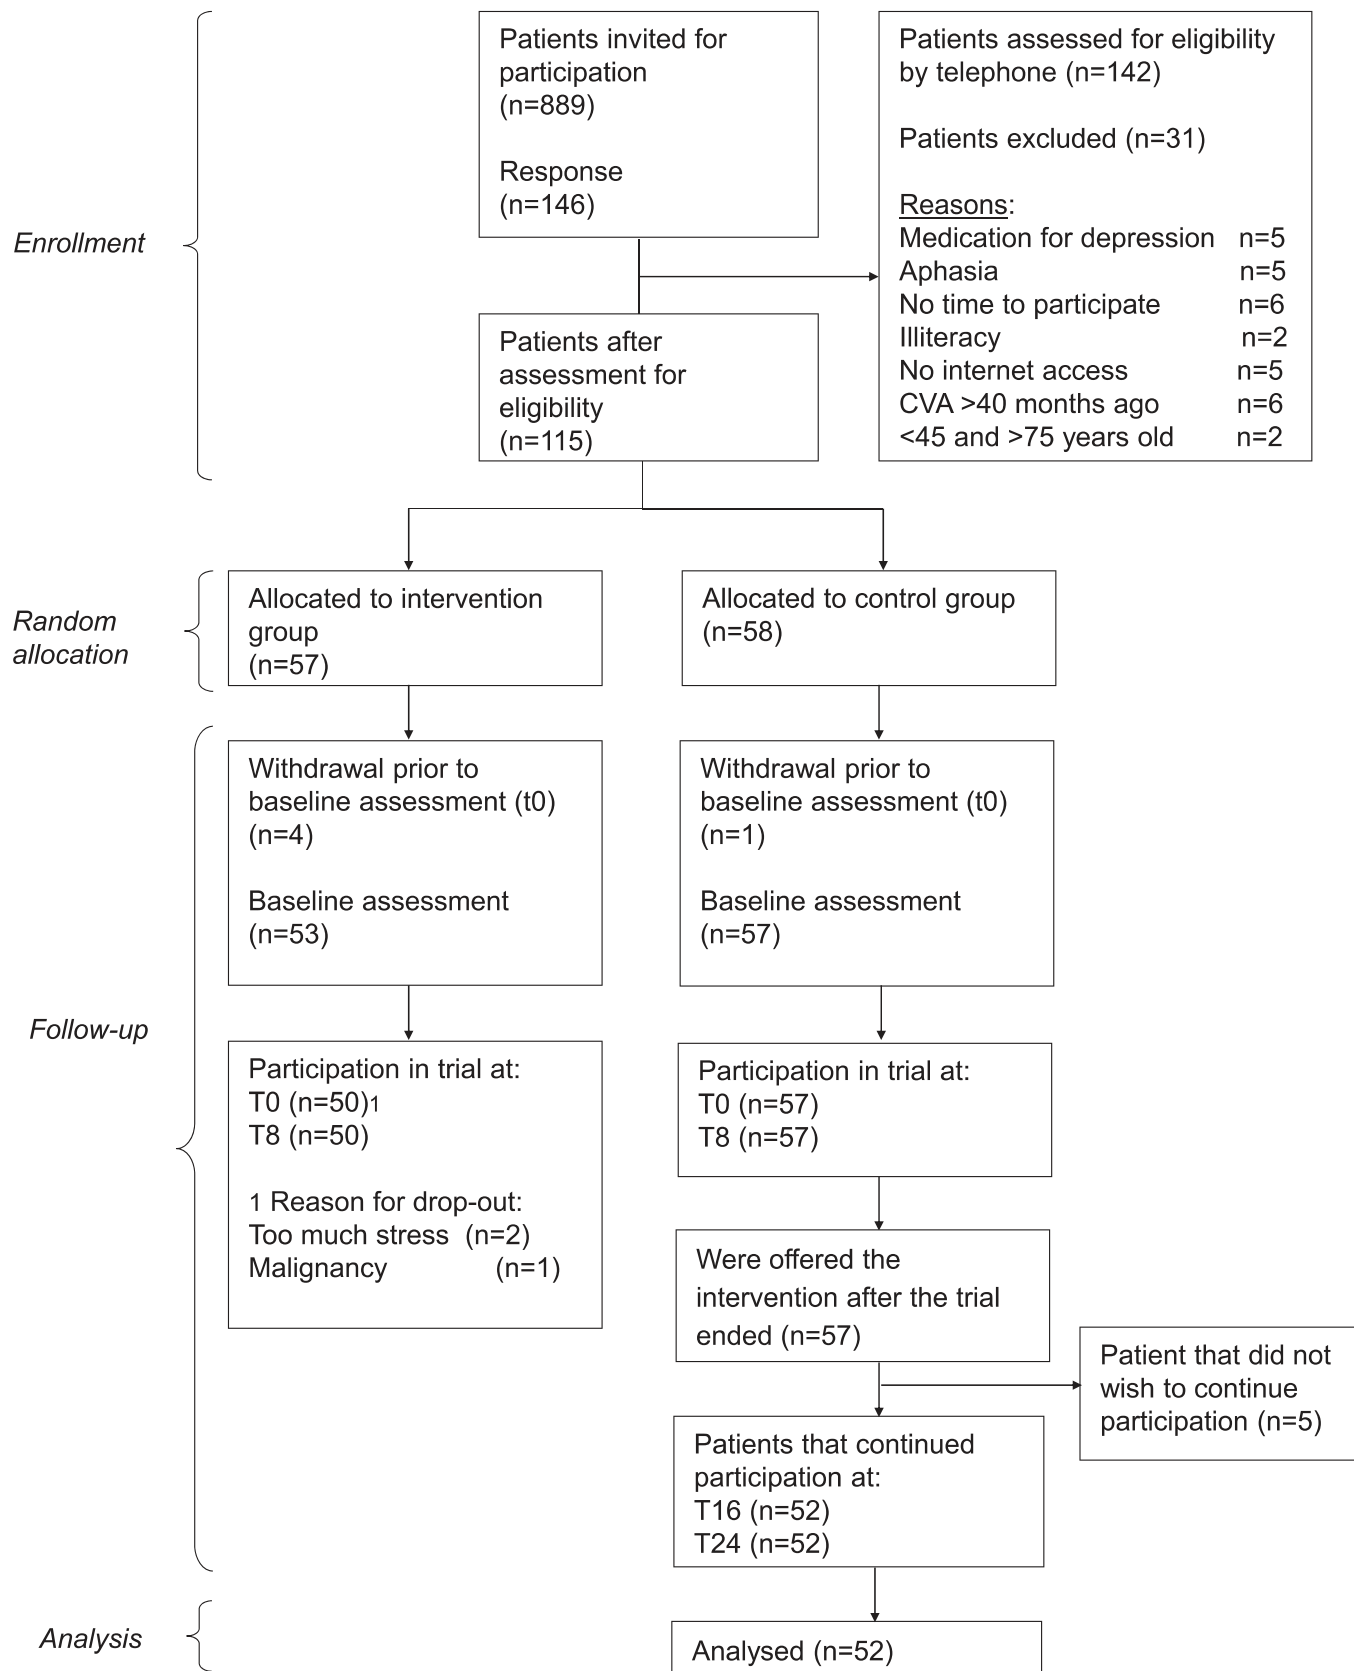 Enrollment
Patients invited for
participation
(n=889)
Response
(n=146)
Patients assessed for eligibility
by telephone (n=142)
Patients excluded (n=31)
Reasons:
Medication for depression n=5
Aphasia n=5
No time to participate n=6
Illiteracy n=2
No internet access n=5
CVA >40 months ago n=6
<45 and >75 years old n=2
Patients after
assessment for
eligibility
(n=115)
Random
allocation
Allocated to intervention
group
(n=57)
Allocated to control group
(n=58)
Follow-up
Withdrawal prior to
baseline assessment (t0)
(n=4)
Baseline assessment
(n=53)
Withdrawal prior to
baseline assessment (t0)
(n=1)
Baseline assessment
(n=57)
Participation in trial at:
T0 (n=50)1
T8 (n=50)
1 Reason for drop-out:
Too much stress (n=2)
Malignancy (n=1)
Participation in trial at:
T0 (n=57)
T8 (n=57)
Were offered the
intervention after the trial
ended (n=57)
Patient that did not
wish to continue
participation (n=5)
Patients that continued
participation at:
T16 (n=52)
T24 (n=52)
Analysis
Analysed (n=52)